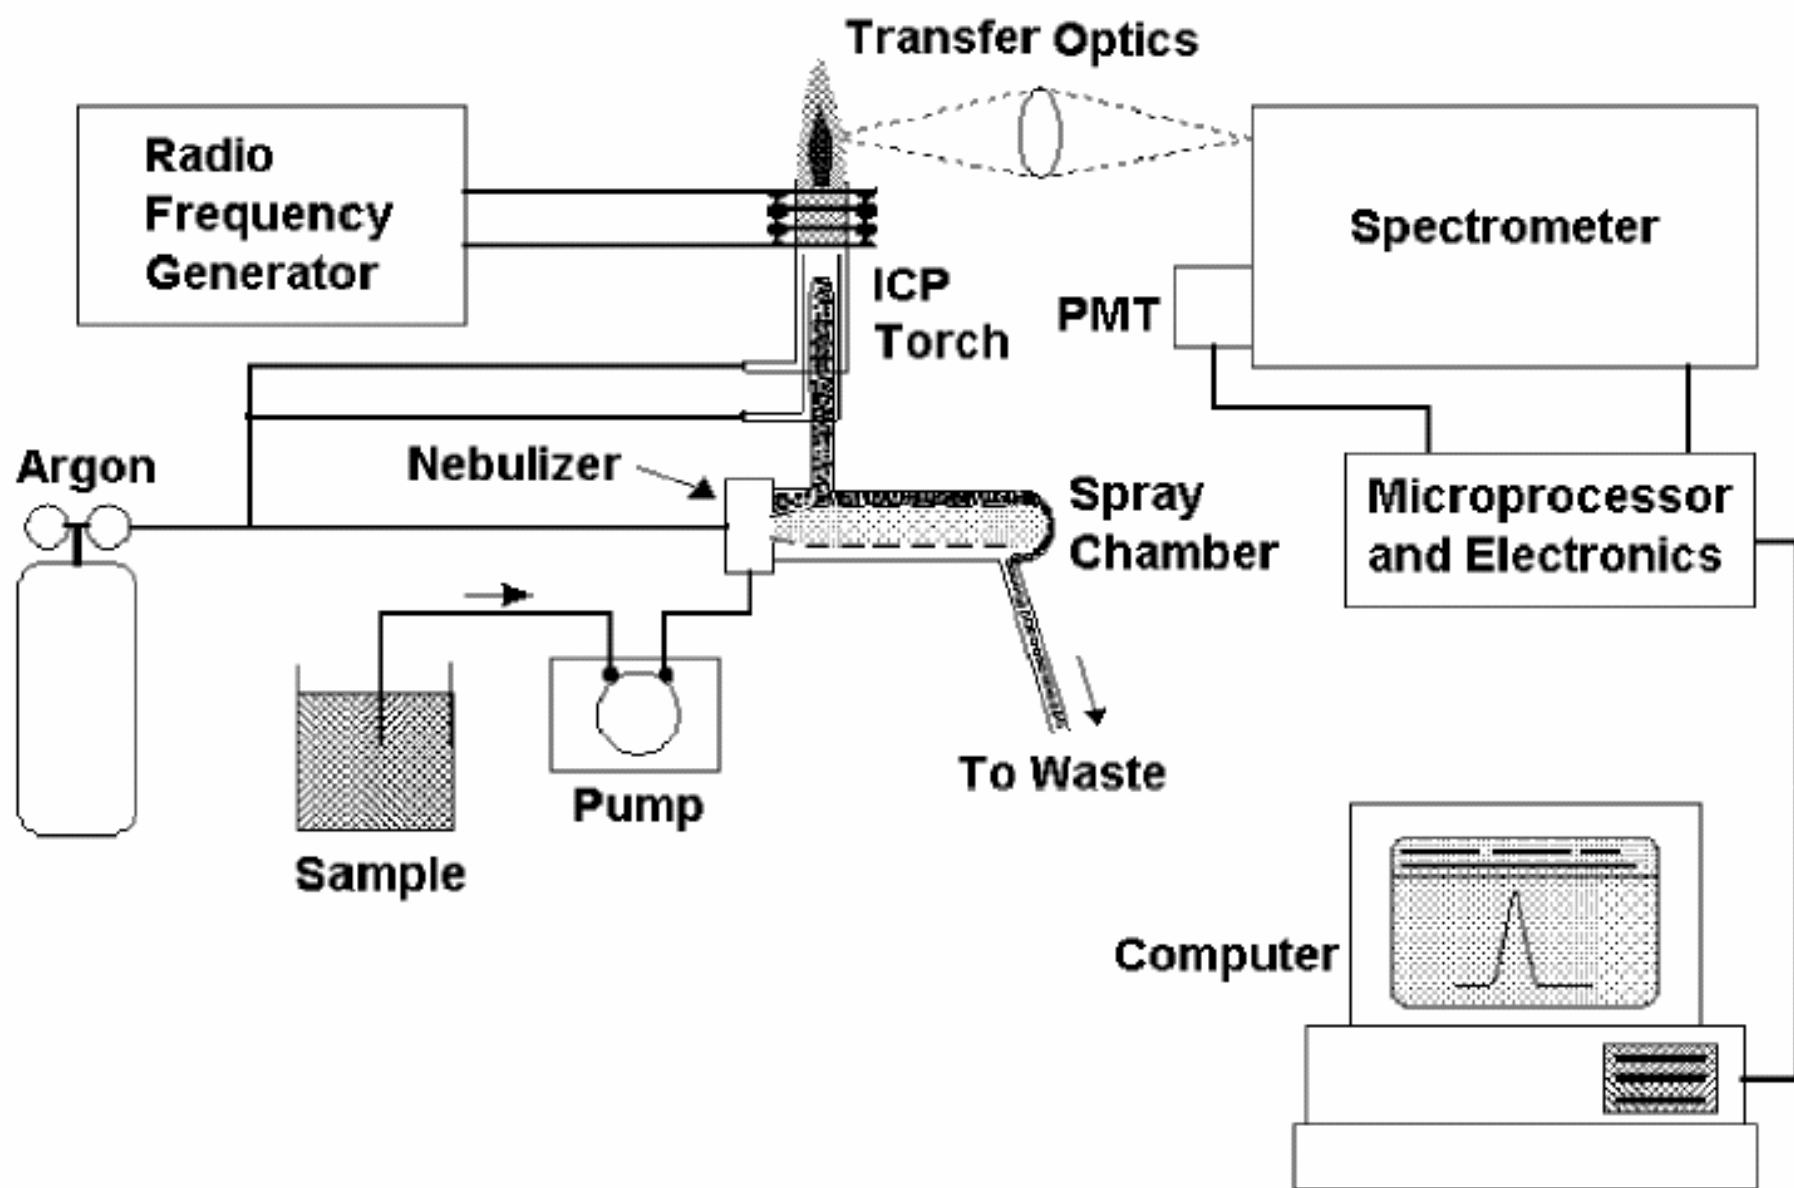 Transfer Optics
Radio
Frequency
Generator
Spectrometer
ICP
Torch
PMT
Argon
Nebulizer
Spray
Chamber
Microprocessor
and Electronics
To Waste
Pump
Sample
Computer